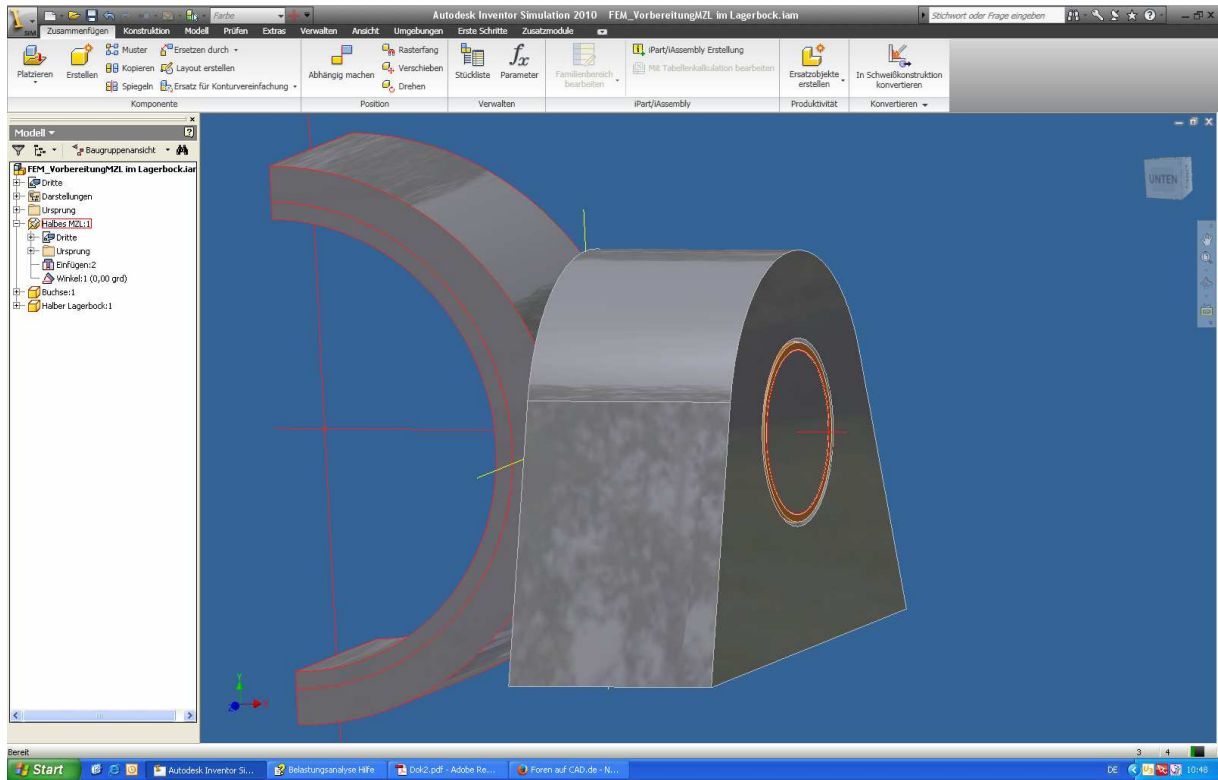 Farbe
Autodesk Inventor Simulation 2010 FEM_VorbereitungMZL im Lagerbock.iam
Stichwort oder Frage eingeben
SIM
Zusammenfügen Konstruktion Modell Prüfen Extras Verwalten Ansicht Umgebungen Erste Schritte Zusatzmodule
Platzieren
Erstellen
Muster
Kopieren
Spiegeln
Ersetzen durch
Layout erstellen
Ersatz für Konturvereinfachung
Komponente
Abhängig machen
Rasterfang
Verschieben
Drehen
Position
Stückliste
Parameter
Verwalten
Familienbereich
bearbeiten
iPart/iAssembly Erstellung
Mit Tabellenkalkulation bearbeiten
iPart/iAssembly
Ersatzobjekte
erstellen
Produktivität
In Schweißkonstruktion
konvertieren
Konvertieren
Modell
Baugruppenansicht
FEM_VorbereitungMZL im Lagerbock.iar
Dritte
Darstellungen
Ursprung
Halbes MZL:1
Dritte
Ursprung
Einfügen:2
Winkel:1 (0,00 grd)
Buchse:1
Halber Lagerbock:1
UNTEN
Y
Z
X
Bereit
3 4
Start
Autodesk Inventor Si...
Belastungsanalyse Hilfe
Dok2.pdf - Adobe Re...
Foren auf CAD.de - N...
DE
10:48